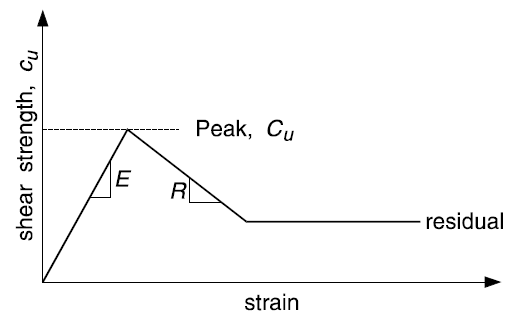 shear strength, cu
Peak, Cu
E
R
residual
strain